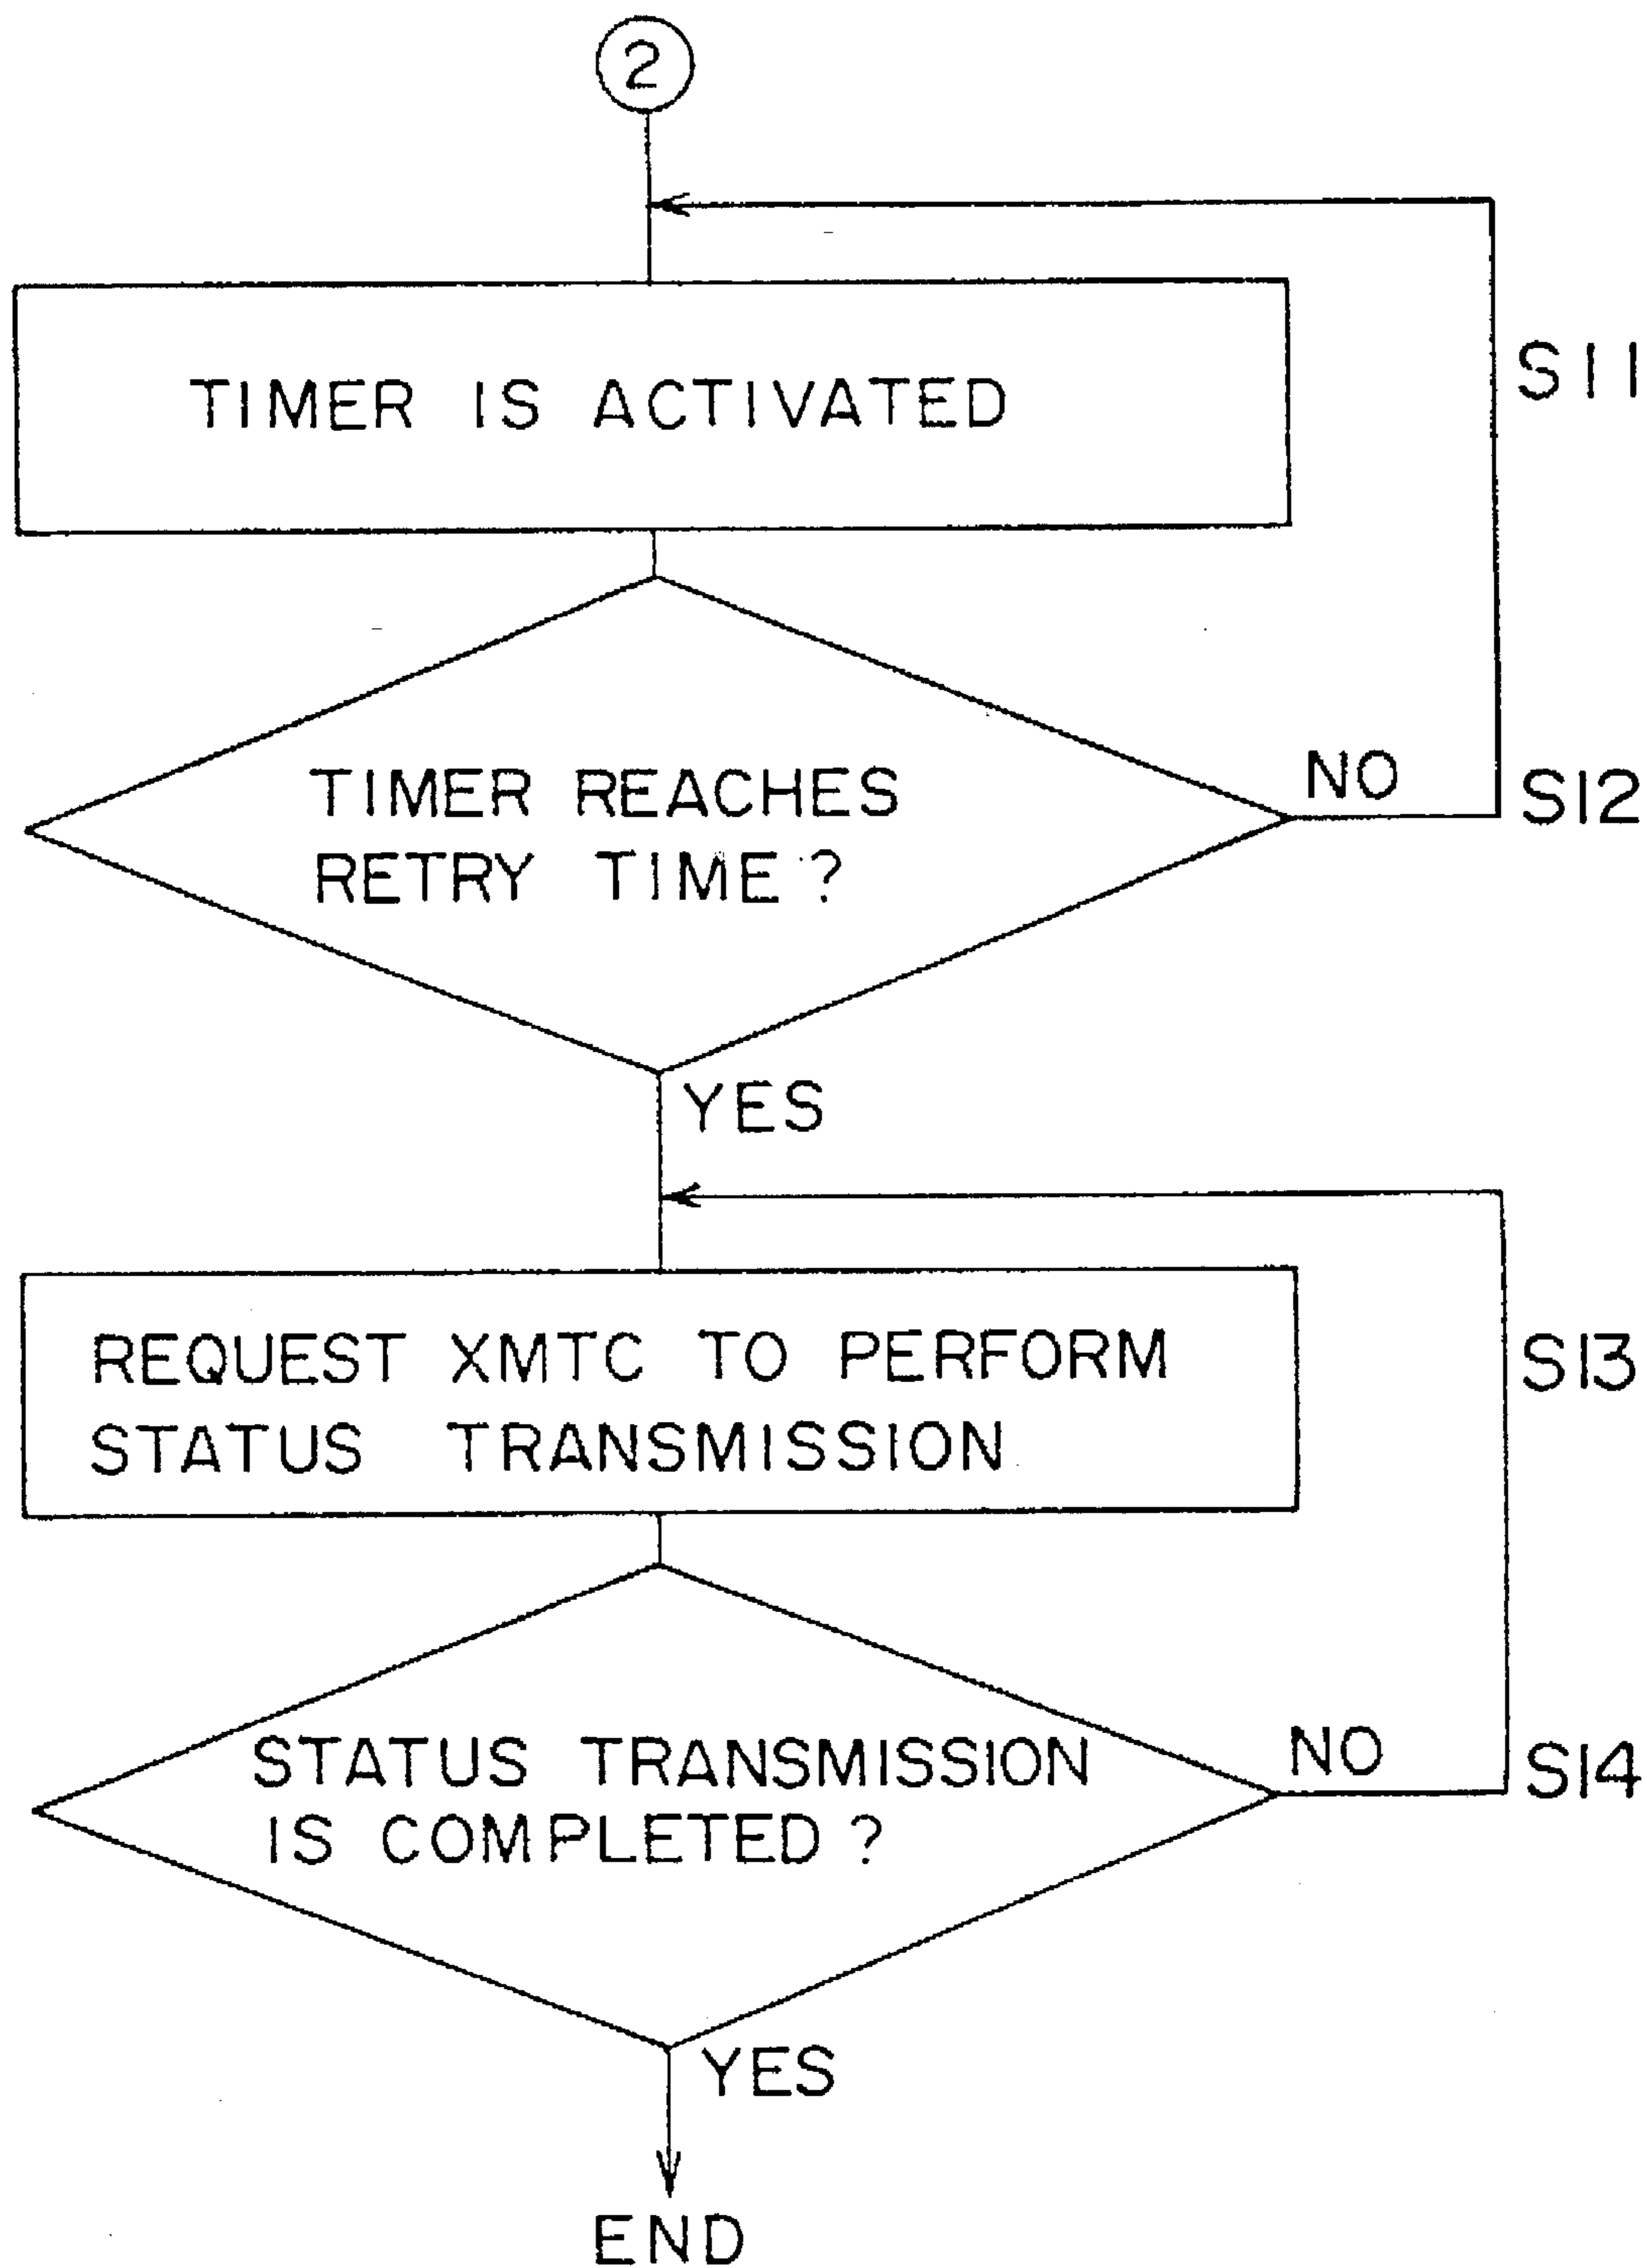 2
TIMER IS ACTIVATED
S11
TIMER REACHES
RETRY TIME?
NO
S12
YES
REQUEST XMTC TO PERFORM
STATUS TRANSMISSION
S13
STATUS TRANSMISSION
IS COMPLETED?
NO
S14
YES
END